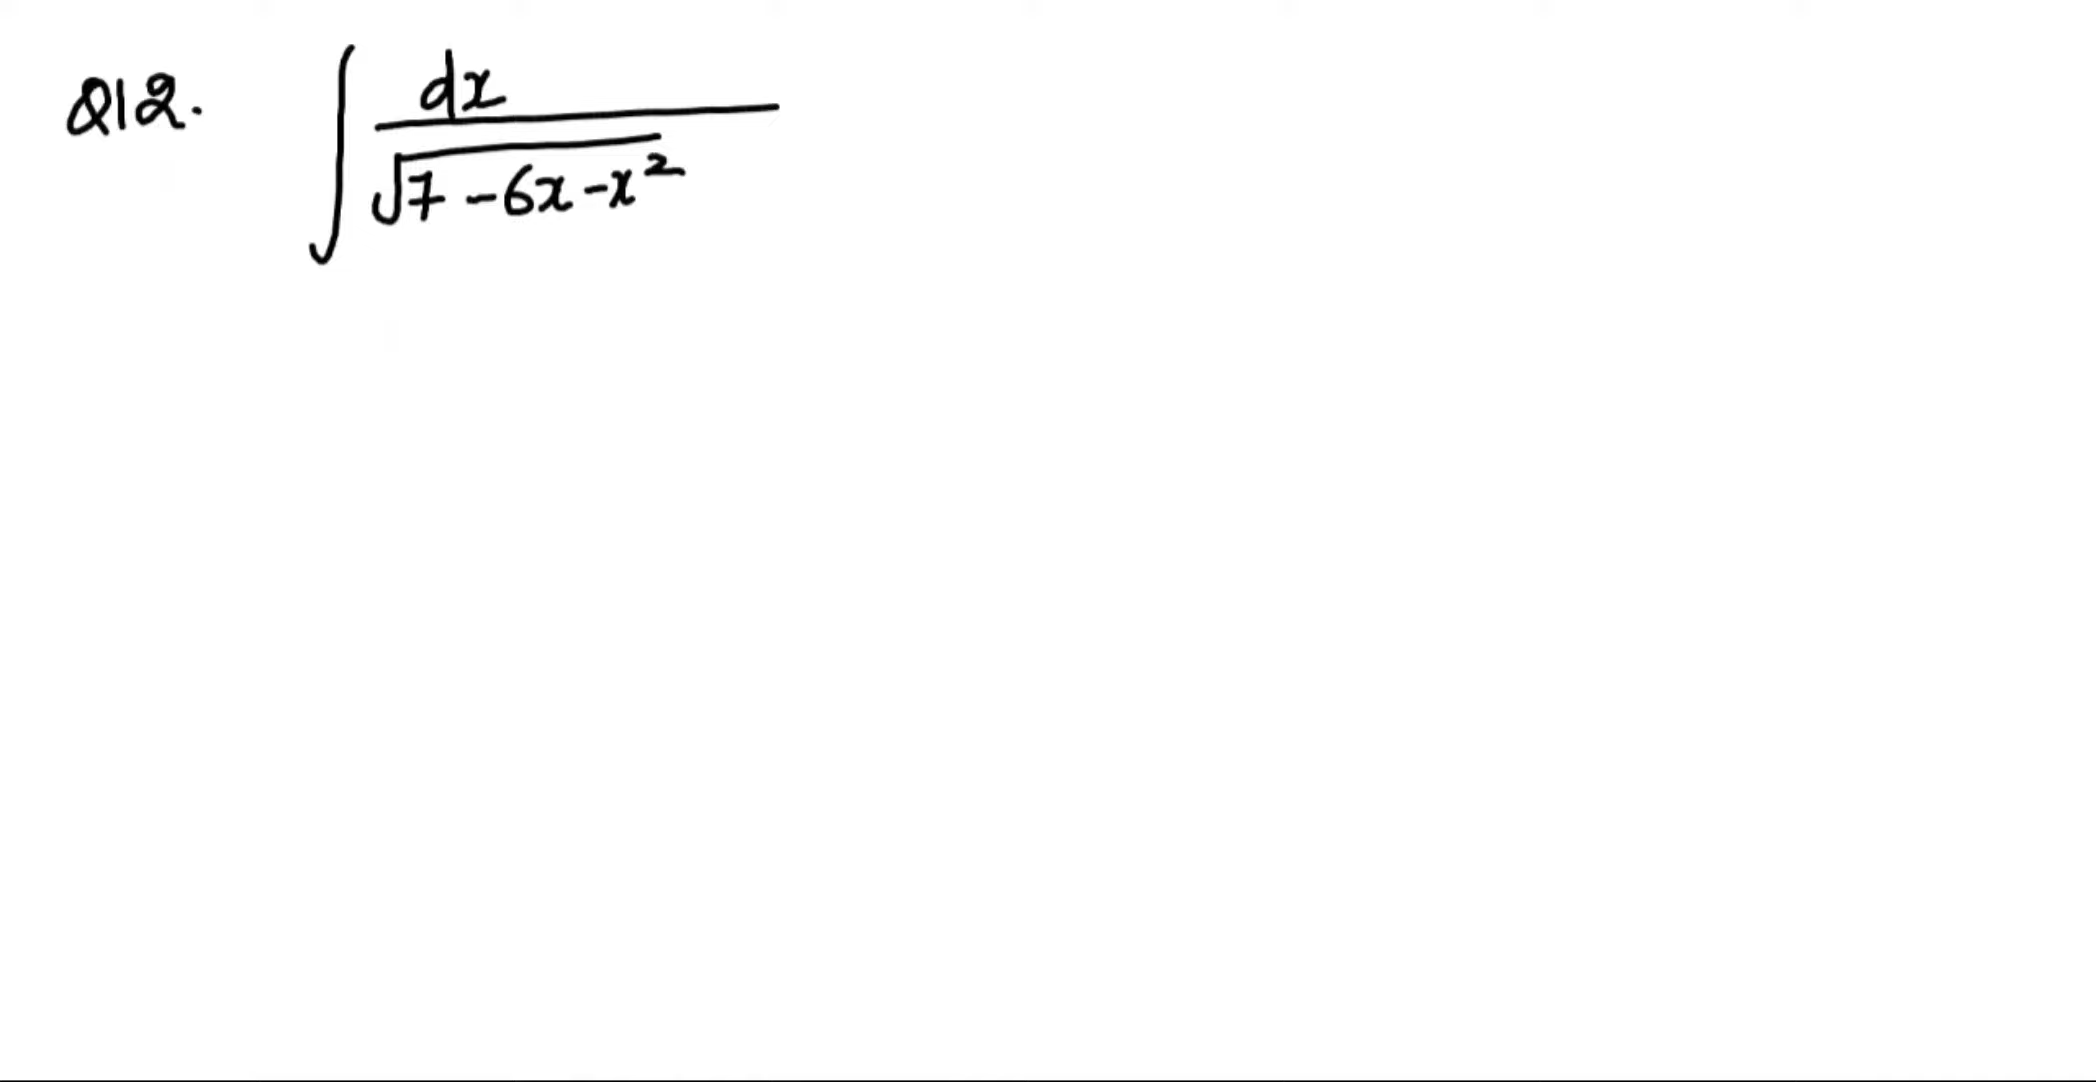 Q12. ∫ dx / √(7 - 6x - x²)